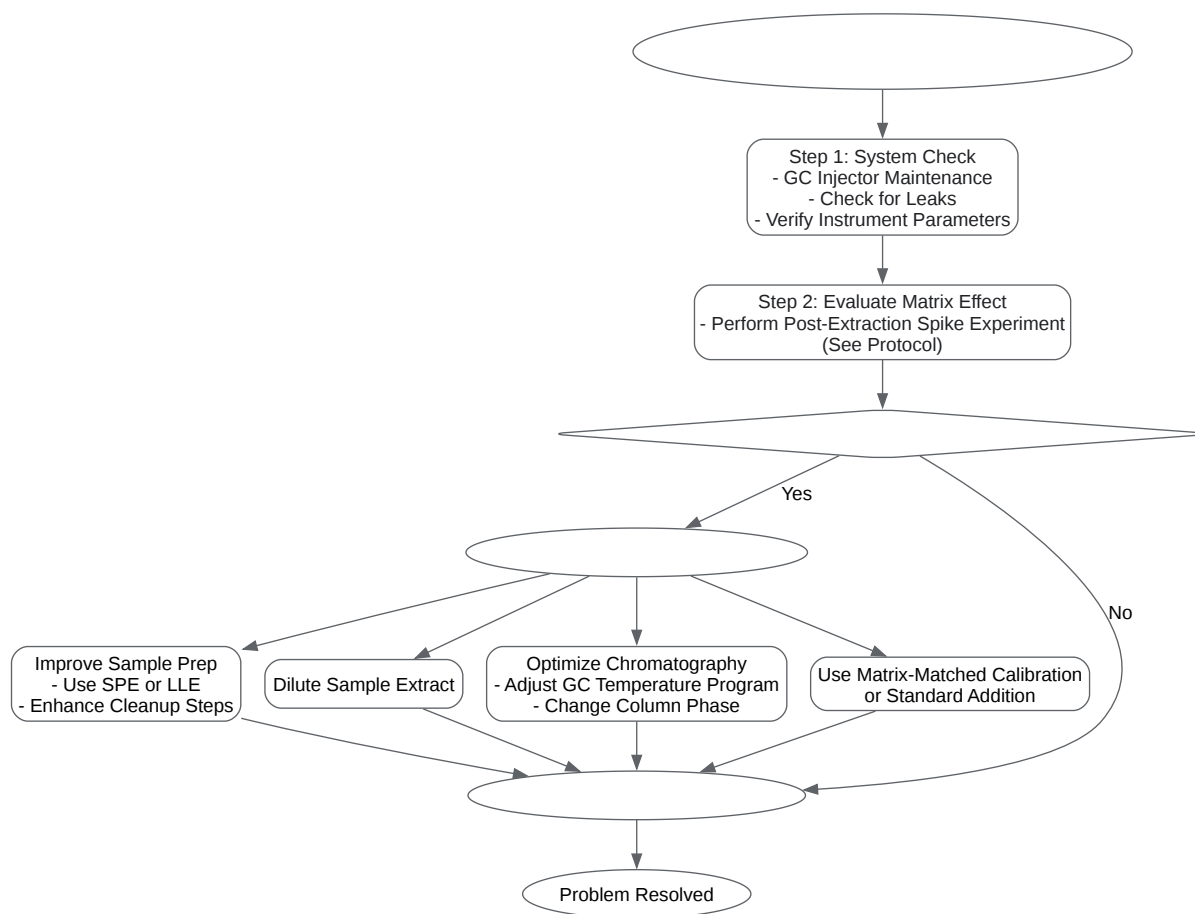 Step 1: System Check
- GC Injector Maintenance
- Check for Leaks
- Verify Instrument Parameters
Step 2: Evaluate Matrix Effect
- Perform Post-Extraction Spike Experiment
(See Protocol)
Yes
No
Improve Sample Prep
- Use SPE or LLE
- Enhance Cleanup Steps
Dilute Sample Extract
Optimize Chromatography
- Adjust GC Temperature Program
- Change Column Phase
Use Matrix-Matched Calibration
or Standard Addition
Problem Resolved